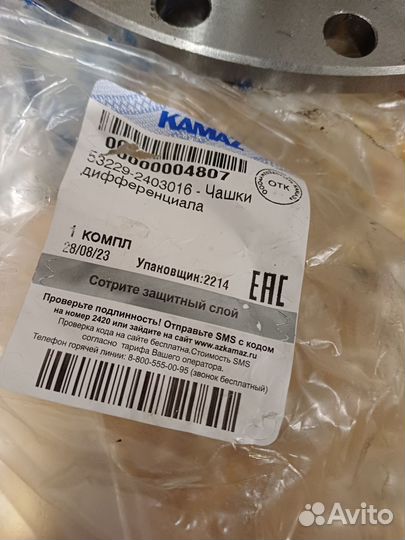 KAMAZ
00000004807
53229-2403016 - Чашки
дифференциала
ОТК
1 КОМПЛ
28/06/23
Упаковщик:2214
ЕАС
Сотрите защитный слой
Проверьте подлинность! Отправьте SMS с кодом
на номер 2420 или зайдите на сайт www.azkamaz.ru
Проверка кода на сайте бесплатна.Стоимость SMS
согласно тарифа Вашего оператора.
Телефон горячей линии: 8-800-555-00-95 (звонок бесплатный)
Avito